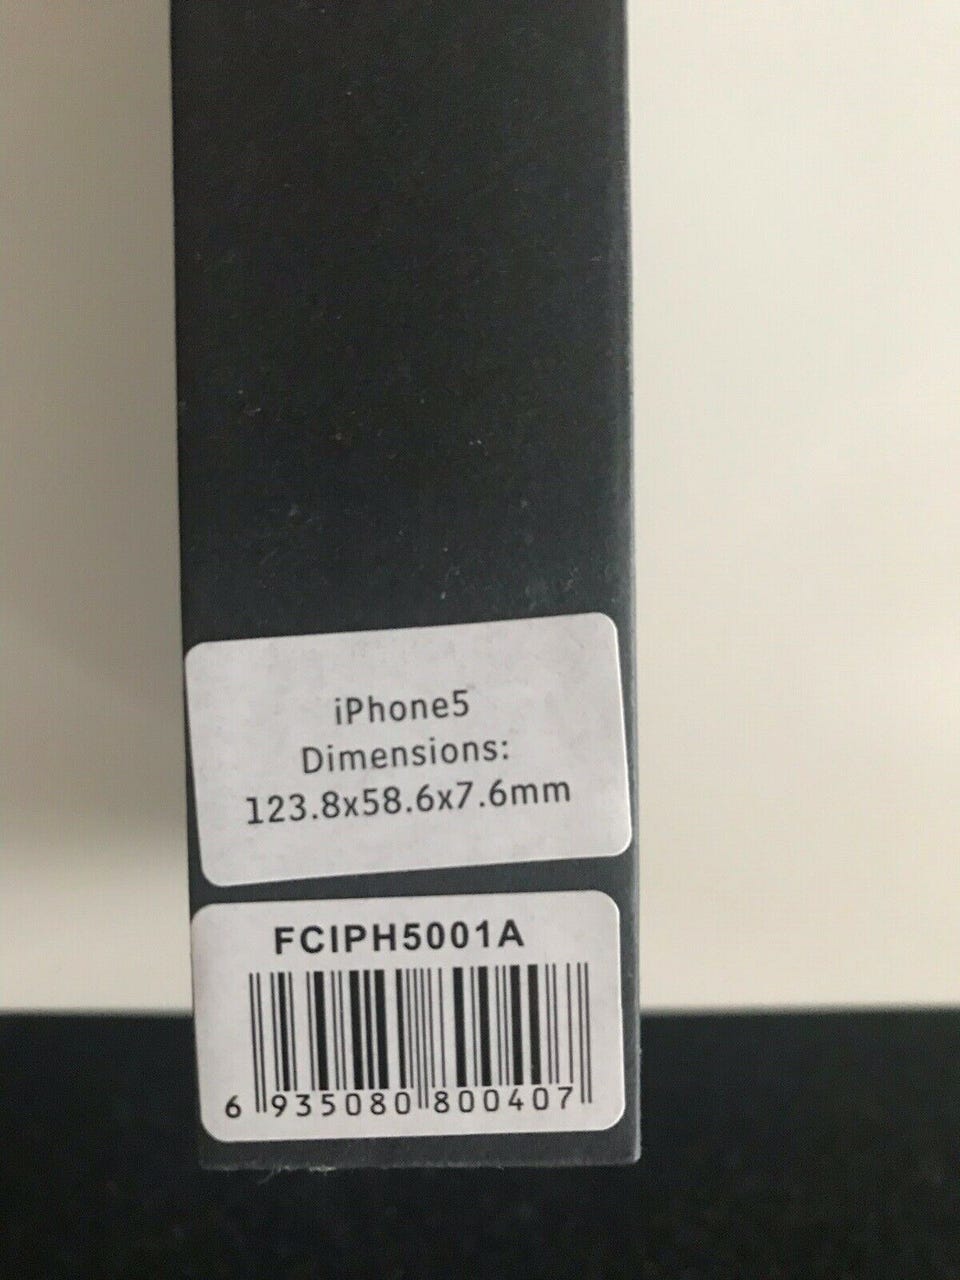 iPhone5
Dimensions:
123.8x58.6x7.6mm
FCIPH5001A
6 935080 800407